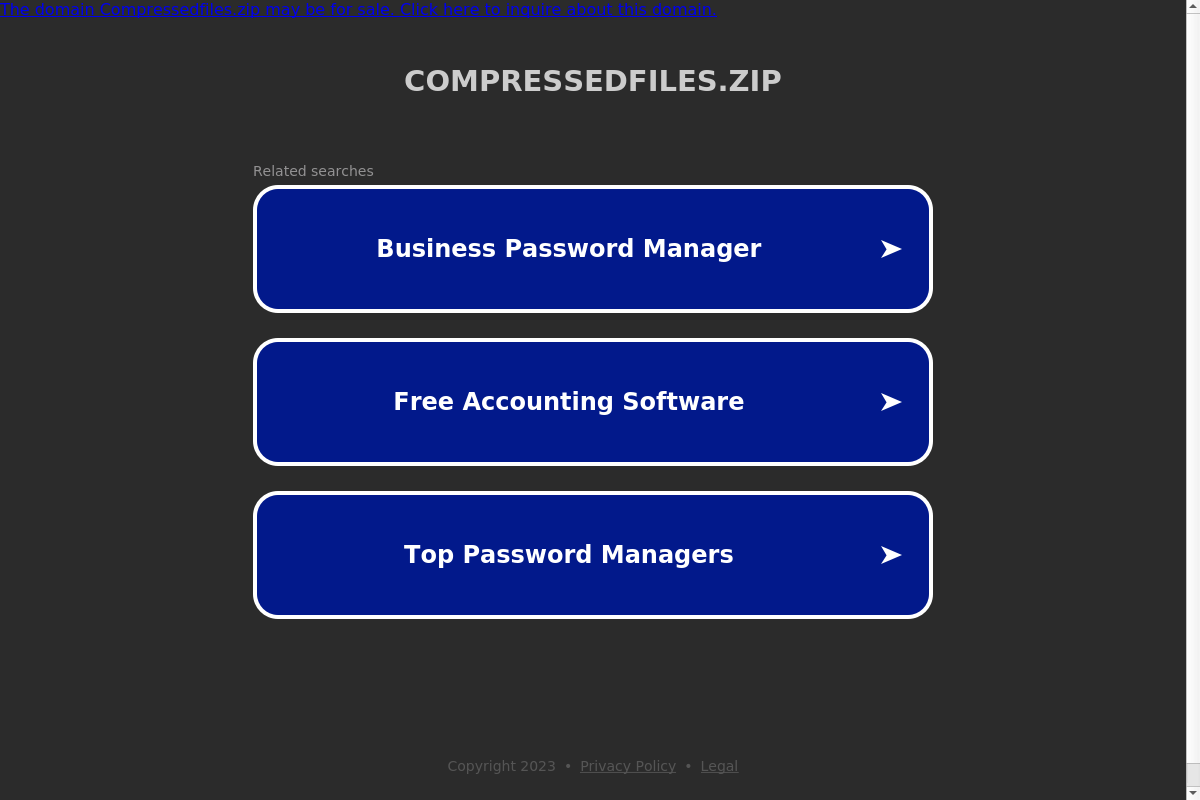 The domain Compressedfiles.zip may be for sale. Click here to inquire about this domain.
COMPRESSEDFILES.ZIP
Related searches
Business Password Manager
Free Accounting Software
Top Password Managers
Copyright 2023 • Privacy Policy • Legal